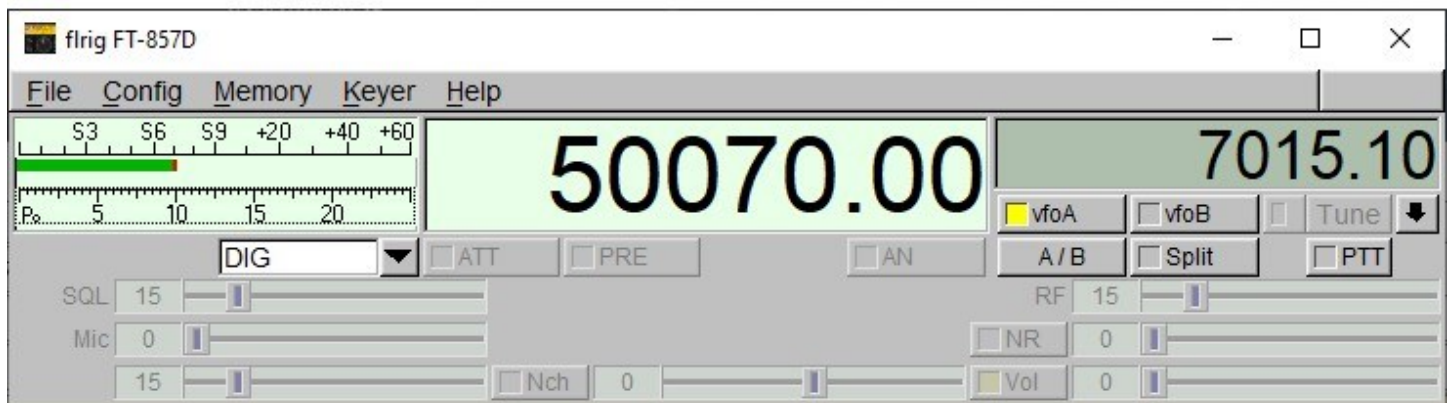 flrig FT-857D
File Config Memory Keyer Help
S3 S6 S9 +20 +40 +60
Po 5 10 15 20
50070.00
7015.10
vfoA vfoB Tune
DIG ATT PRE AN A / B Split PTT
SQL 15 RF 15
Mic 0 NR 0
15 Nch 0 Vol 0